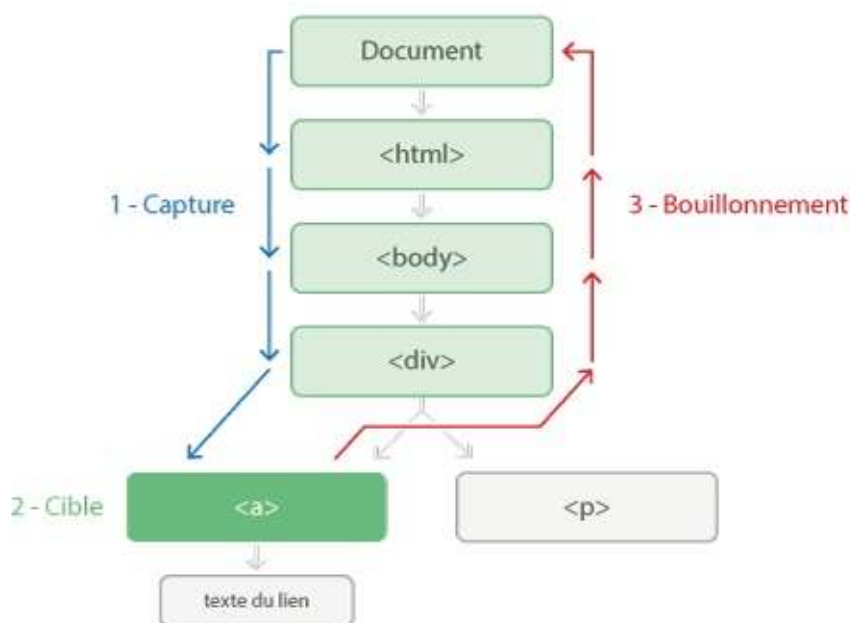 Document
<html>
1 - Capture
3 - Bouillonnement
<body>
<div>
2 - Cible
<a>
<p>
texte du lien